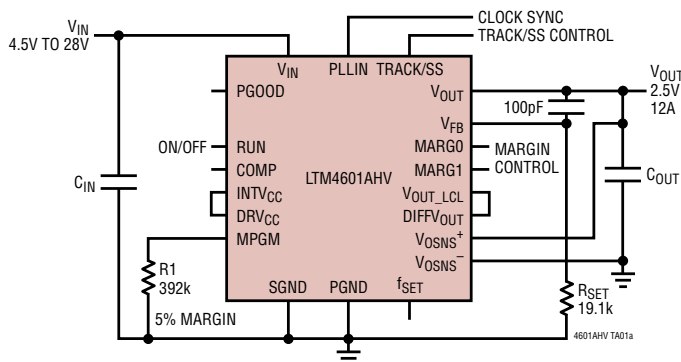 CLOCK SYNC
TRACK/SS CONTROL
VIN
4.5V TO 28V
VIN
PLLIN
TRACK/SS
PGOOD
VOUT
VOUT
2.5V
12A
100pF
VFB
ON/OFF
RUN
MARG0
MARGIN
CONTROL
COMP
MARG1
LTM4601AHV
CIN
INTVCC
VOUT_LCL
COUT
DRVCC
DIFFVOUT
MPGM
VOSNS+
VOSNS–
R1
392k
SGND
PGND
fSET
RSET
19.1k
5% MARGIN
4601AHV TA01a